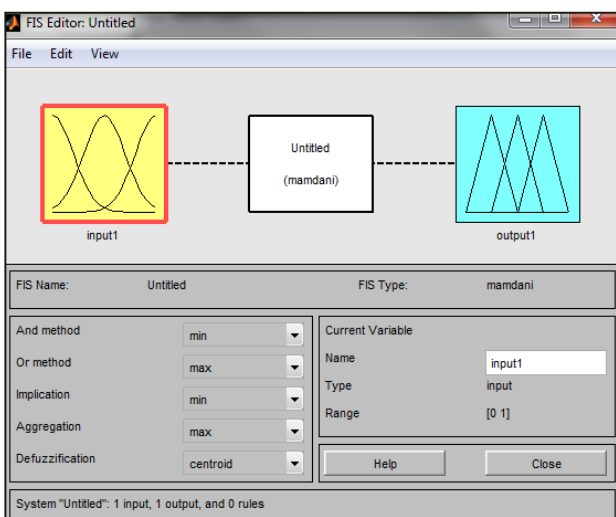 FIS Editor: Untitled
File Edit View
Untitled
(mamdani)
input1
output1
FIS Name: Untitled FIS Type: mamdani
And method min
Or method max
Implication min
Aggregation max
Defuzzification centroid
Current Variable
Name input1
Type input
Range [0 1]
Help Close
System "Untitled": 1 input, 1 output, and 0 rules